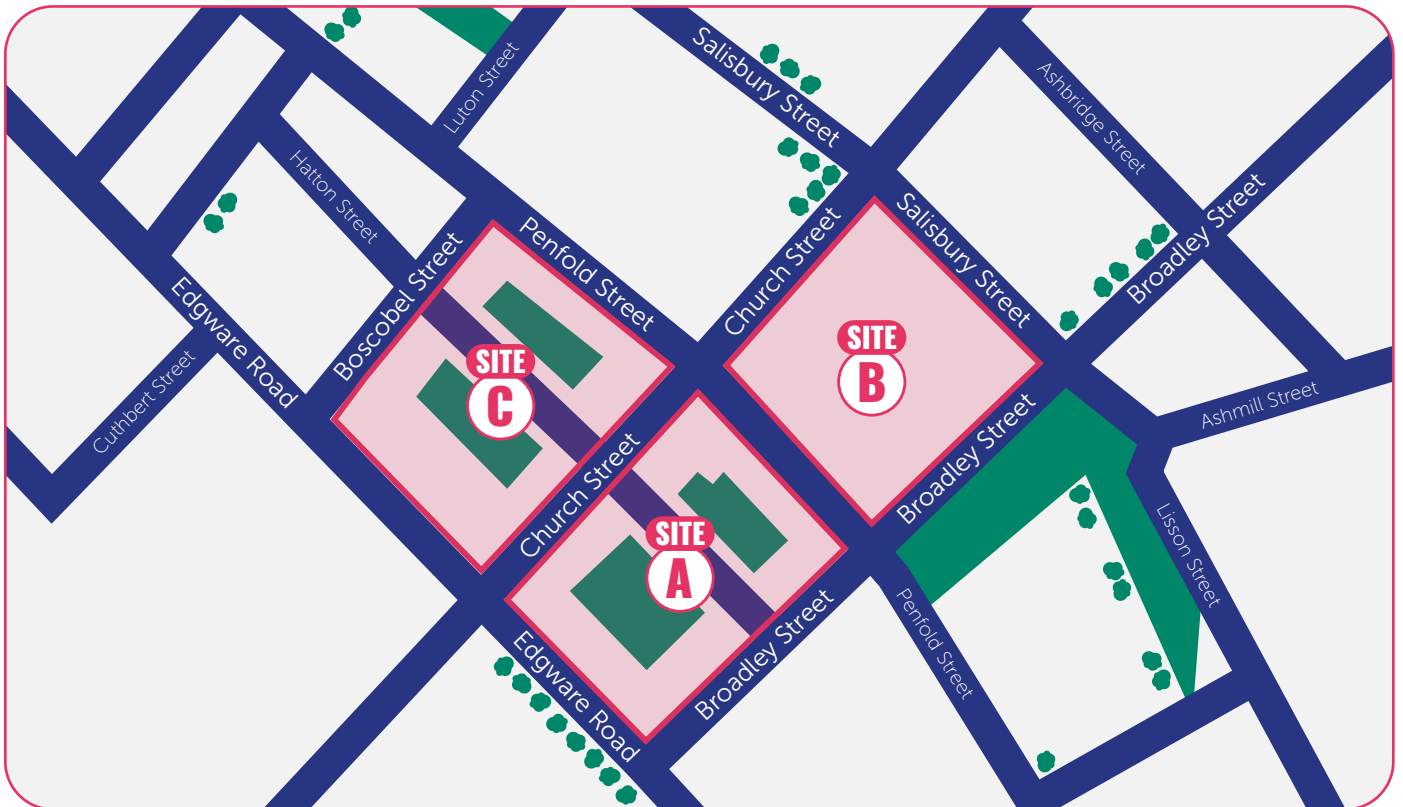 Luton Street
Salisbury Street
Ashbridge Street
Hatton Street
Boscobel Street
Penfold Street
Church Street
Salisbury Street
Broadley Street
Edgware Road
Cuthbert Street
SITE
C
SITE
B
Ashmill Street
Church Street
Broadley Street
SITE
A
Lisson Street
Penfold Street
Edgware Road
Broadley Street